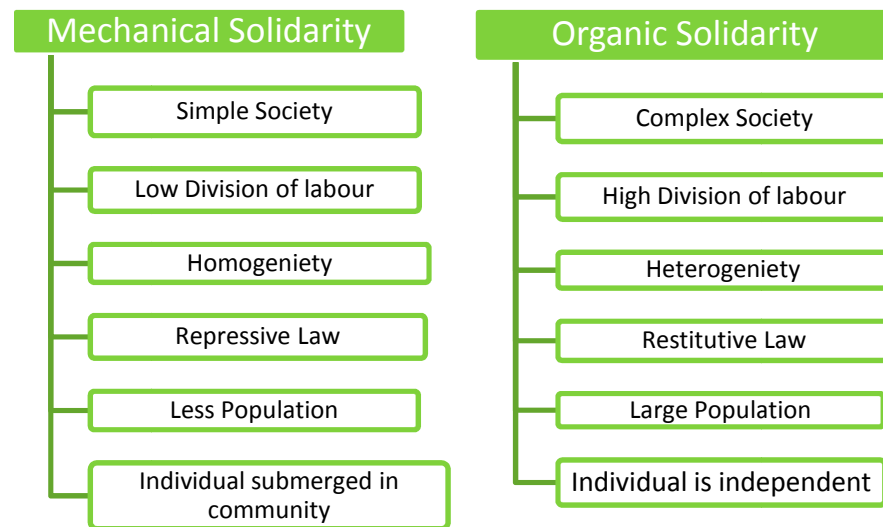 Mechanical Solidarity
Simple Society
Low Division of labour
Homogeniety
Repressive Law
Less Population
Individual submerged in
community
Organic Solidarity
Complex Society
High Division of labour
Heterogeniety
Restitutive Law
Large Population
Individual is independent